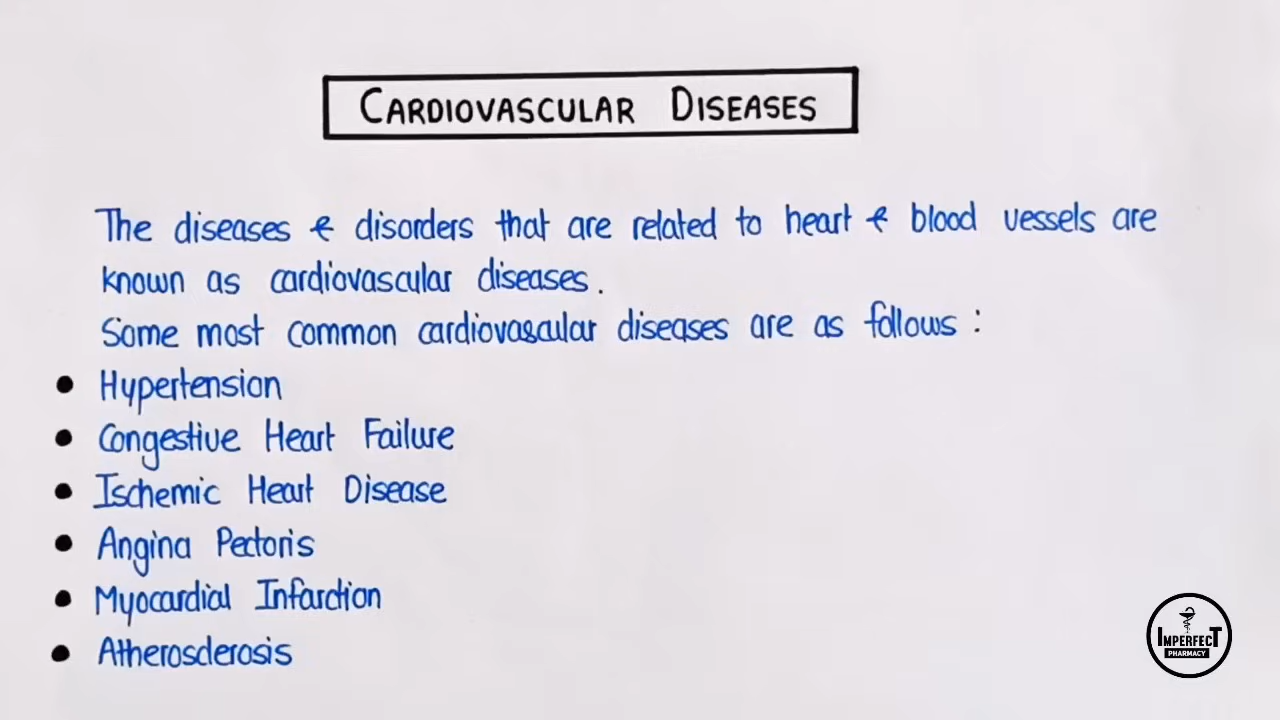 CARDIOVASCULAR DISEASES
The diseases & disorders that are related to heart & blood vessels are
known as cardiovascular diseases.
Some most common cardiovascular diseases are as follows :
• Hypertension
• Congestive Heart Failure
• Ischemic Heart Disease
• Angina Pectoris
• Myocardial Infarction
• Atherosclerosis
IMPERFECT
PHARMACY